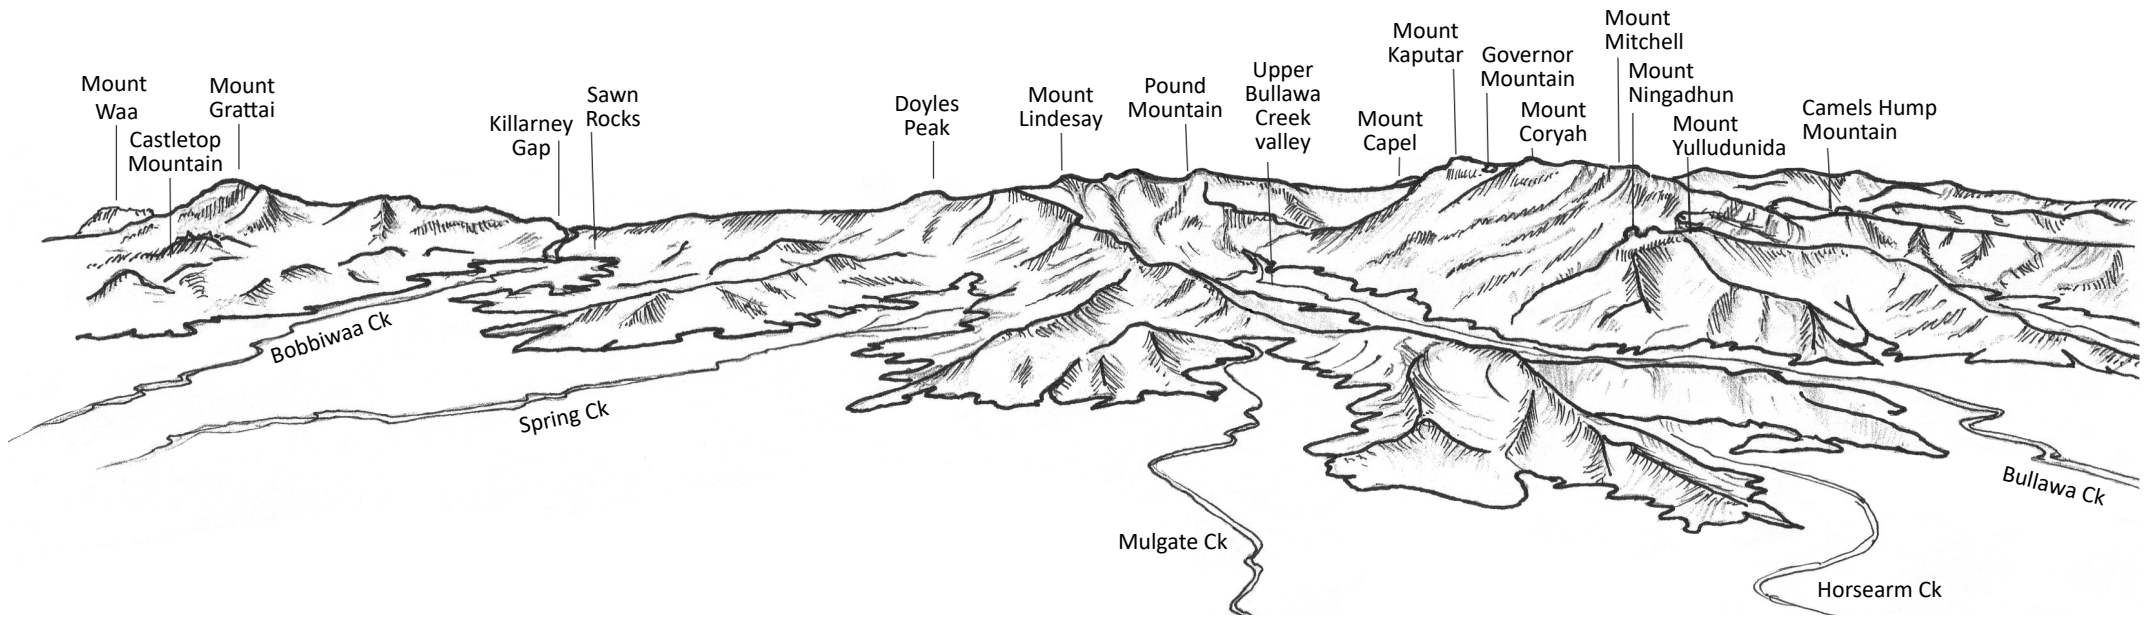 Mount
Waa
Castletop
Mountain
Mount
Grattai
Killarney
Gap
Sawn
Rocks
Doyles
Peak
Mount
Lindesay
Pound
Mountain
Upper
Bullawa
Creek
valley
Mount
Capel
Mount
Kaputar
Governor
Mountain
Mount
Coryah
Mount
Mitchell
Mount
Ningadhun
Mount
Yulludunida
Camels Hump
Mountain
Bobbiwaa Ck
Spring Ck
Mulgate Ck
Horsearm Ck
Bullawa Ck